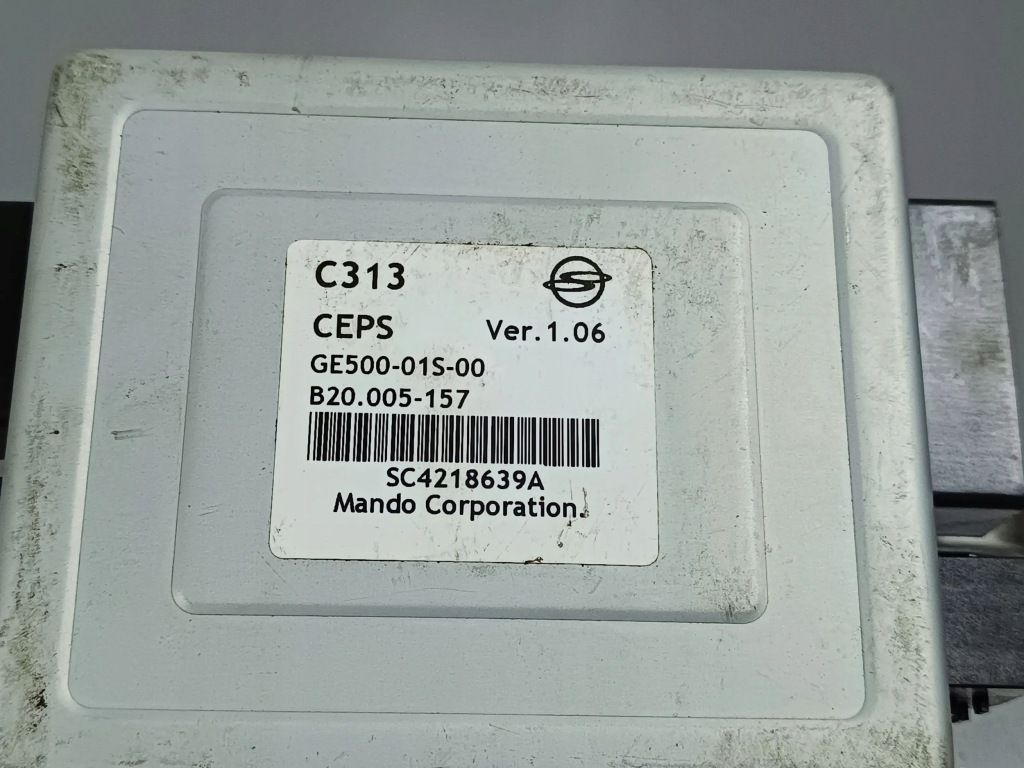 C313
CEPS Ver.1.06
GE500-01S-00
B20.005-157
SC4218639A
Mando Corporation.